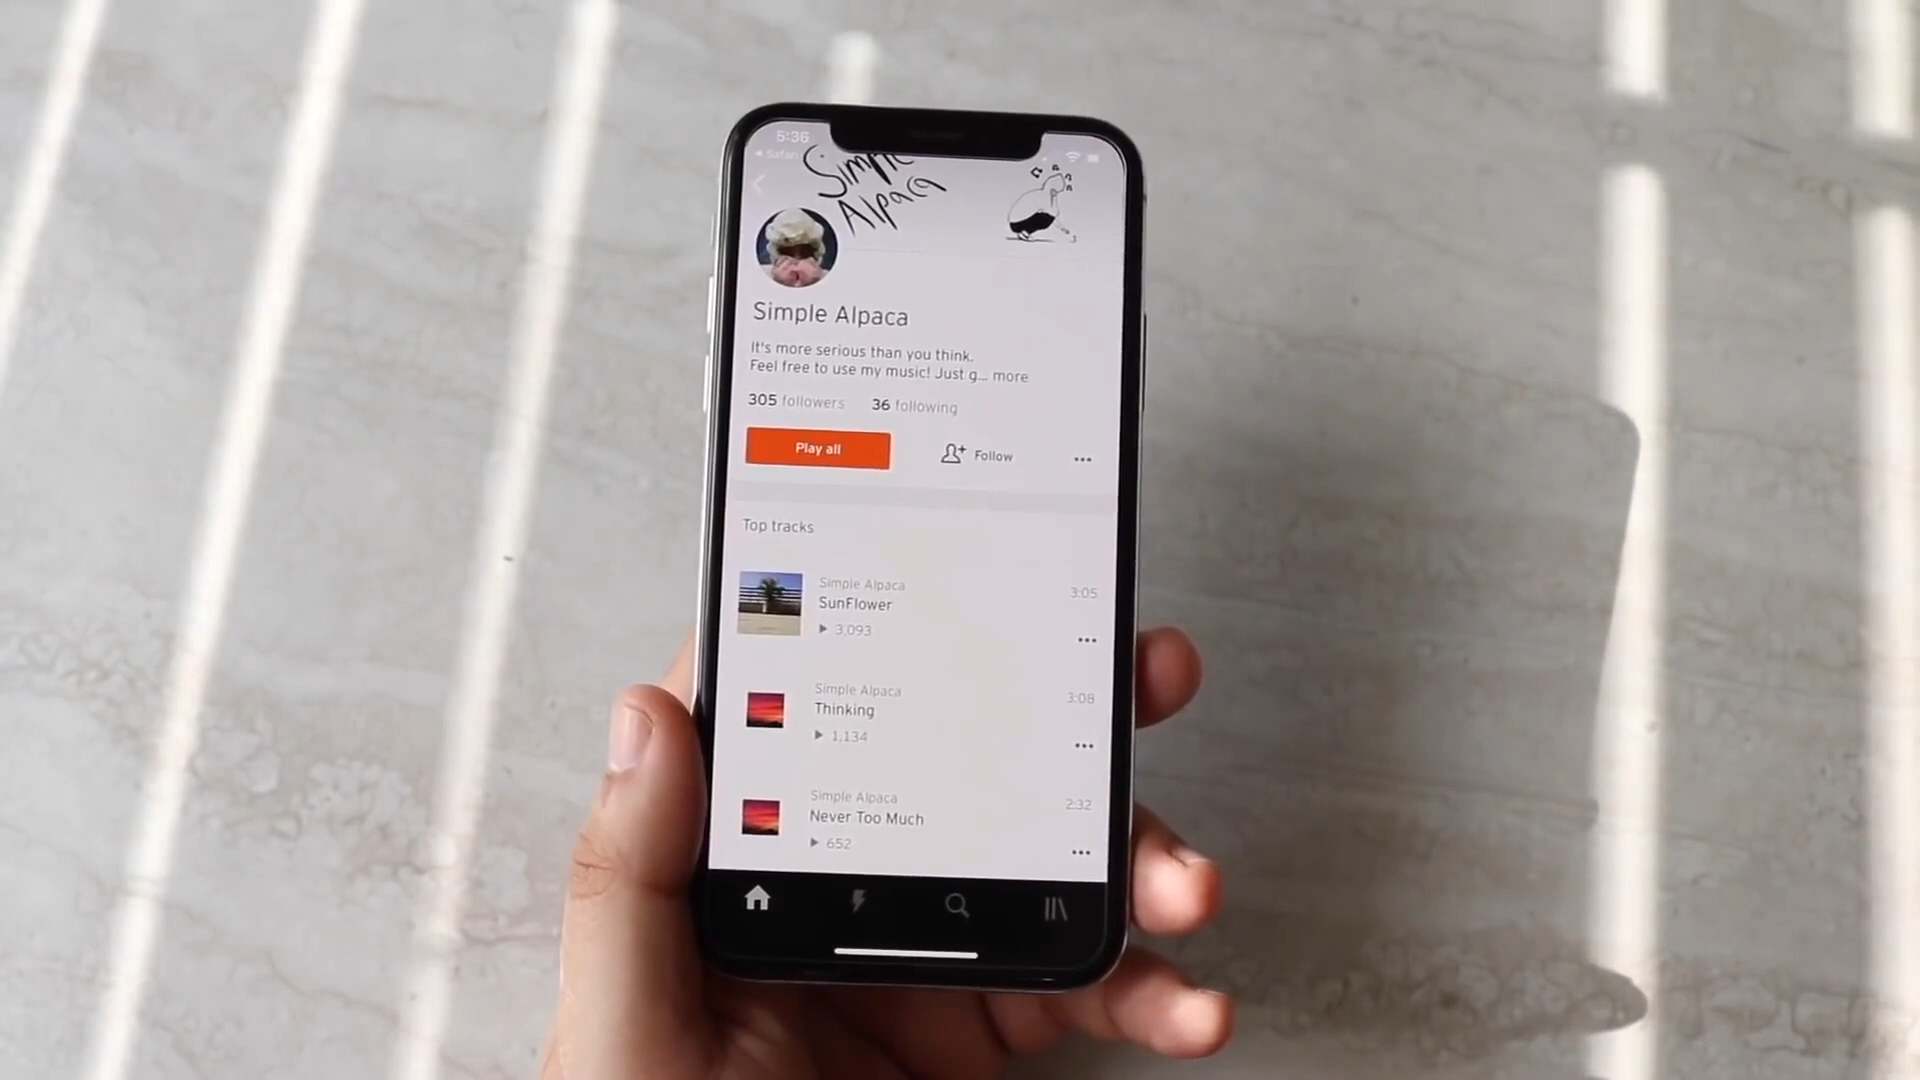 5:36
Safari
Simple
Alpaca
Simple Alpaca
It's more serious than you think.
Feel free to use my music! Just g... more
305 followers 36 following
Play all Follow
Top tracks
Simple Alpaca
SunFlower 3:05
3,093
Simple Alpaca
Thinking 3:08
1,134
Simple Alpaca
Never Too Much 2:32
652